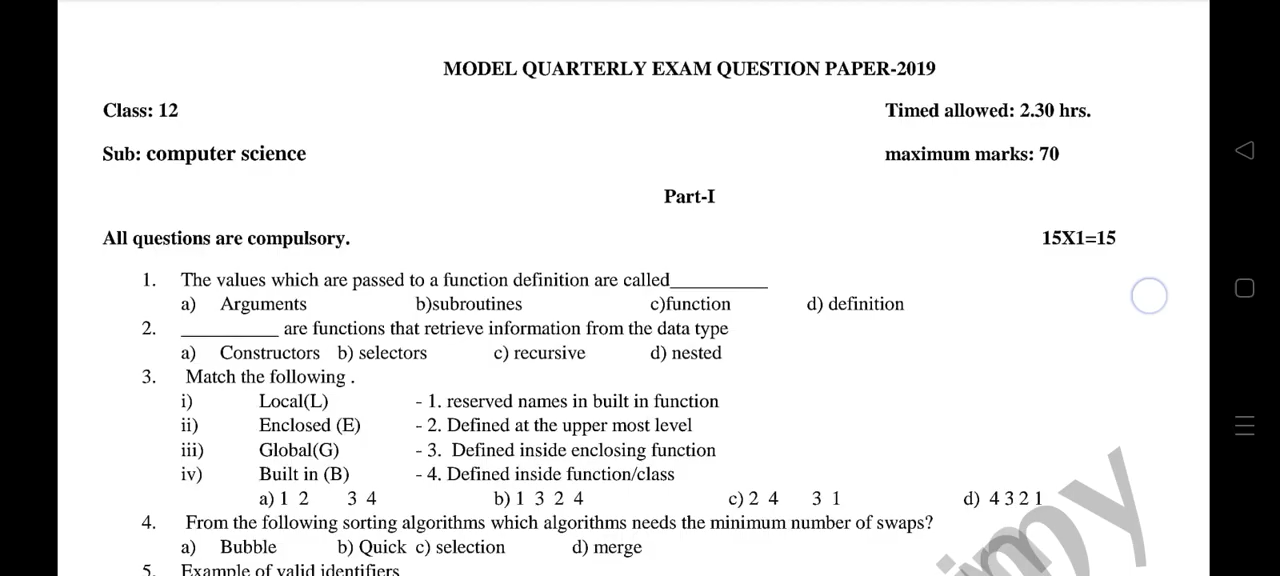 MODEL QUARTERLY EXAM QUESTION PAPER-2019
Class: 12 Timed allowed: 2.30 hrs.
Sub: computer science maximum marks: 70
Part-I
All questions are compulsory. 15X1=15
1. The values which are passed to a function definition are called__________
a) Arguments b)subroutines c)function d) definition
2. __________ are functions that retrieve information from the data type
a) Constructors b) selectors c) recursive d) nested
3. Match the following .
i) Local(L) - 1. reserved names in built in function
ii) Enclosed (E) - 2. Defined at the upper most level
iii) Global(G) - 3. Defined inside enclosing function
iv) Built in (B) - 4. Defined inside function/class
a) 1 2 3 4 b) 1 3 2 4 c) 2 4 3 1 d) 4 3 2 1
4. From the following sorting algorithms which algorithms needs the minimum number of swaps?
a) Bubble b) Quick c) selection d) merge
5. Example of valid identifiers